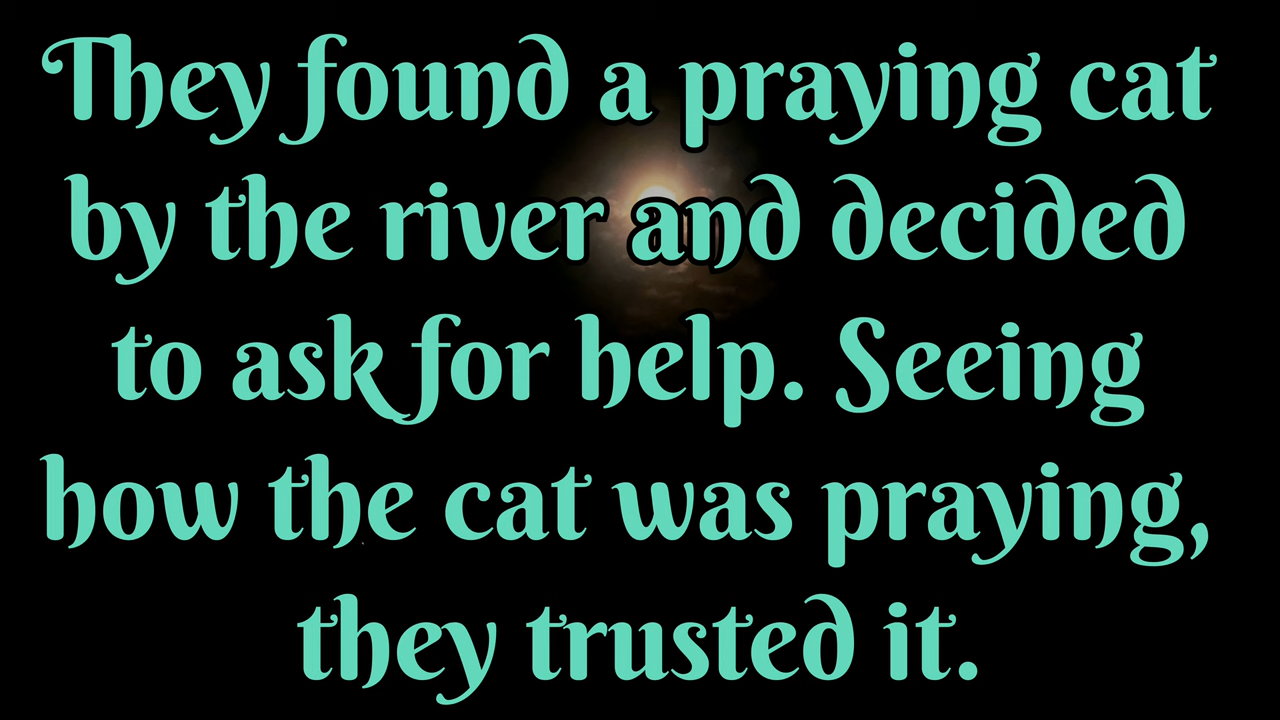 They found a praying cat
by the river and decided
to ask for help. Seeing
how the cat was praying,
they trusted it.